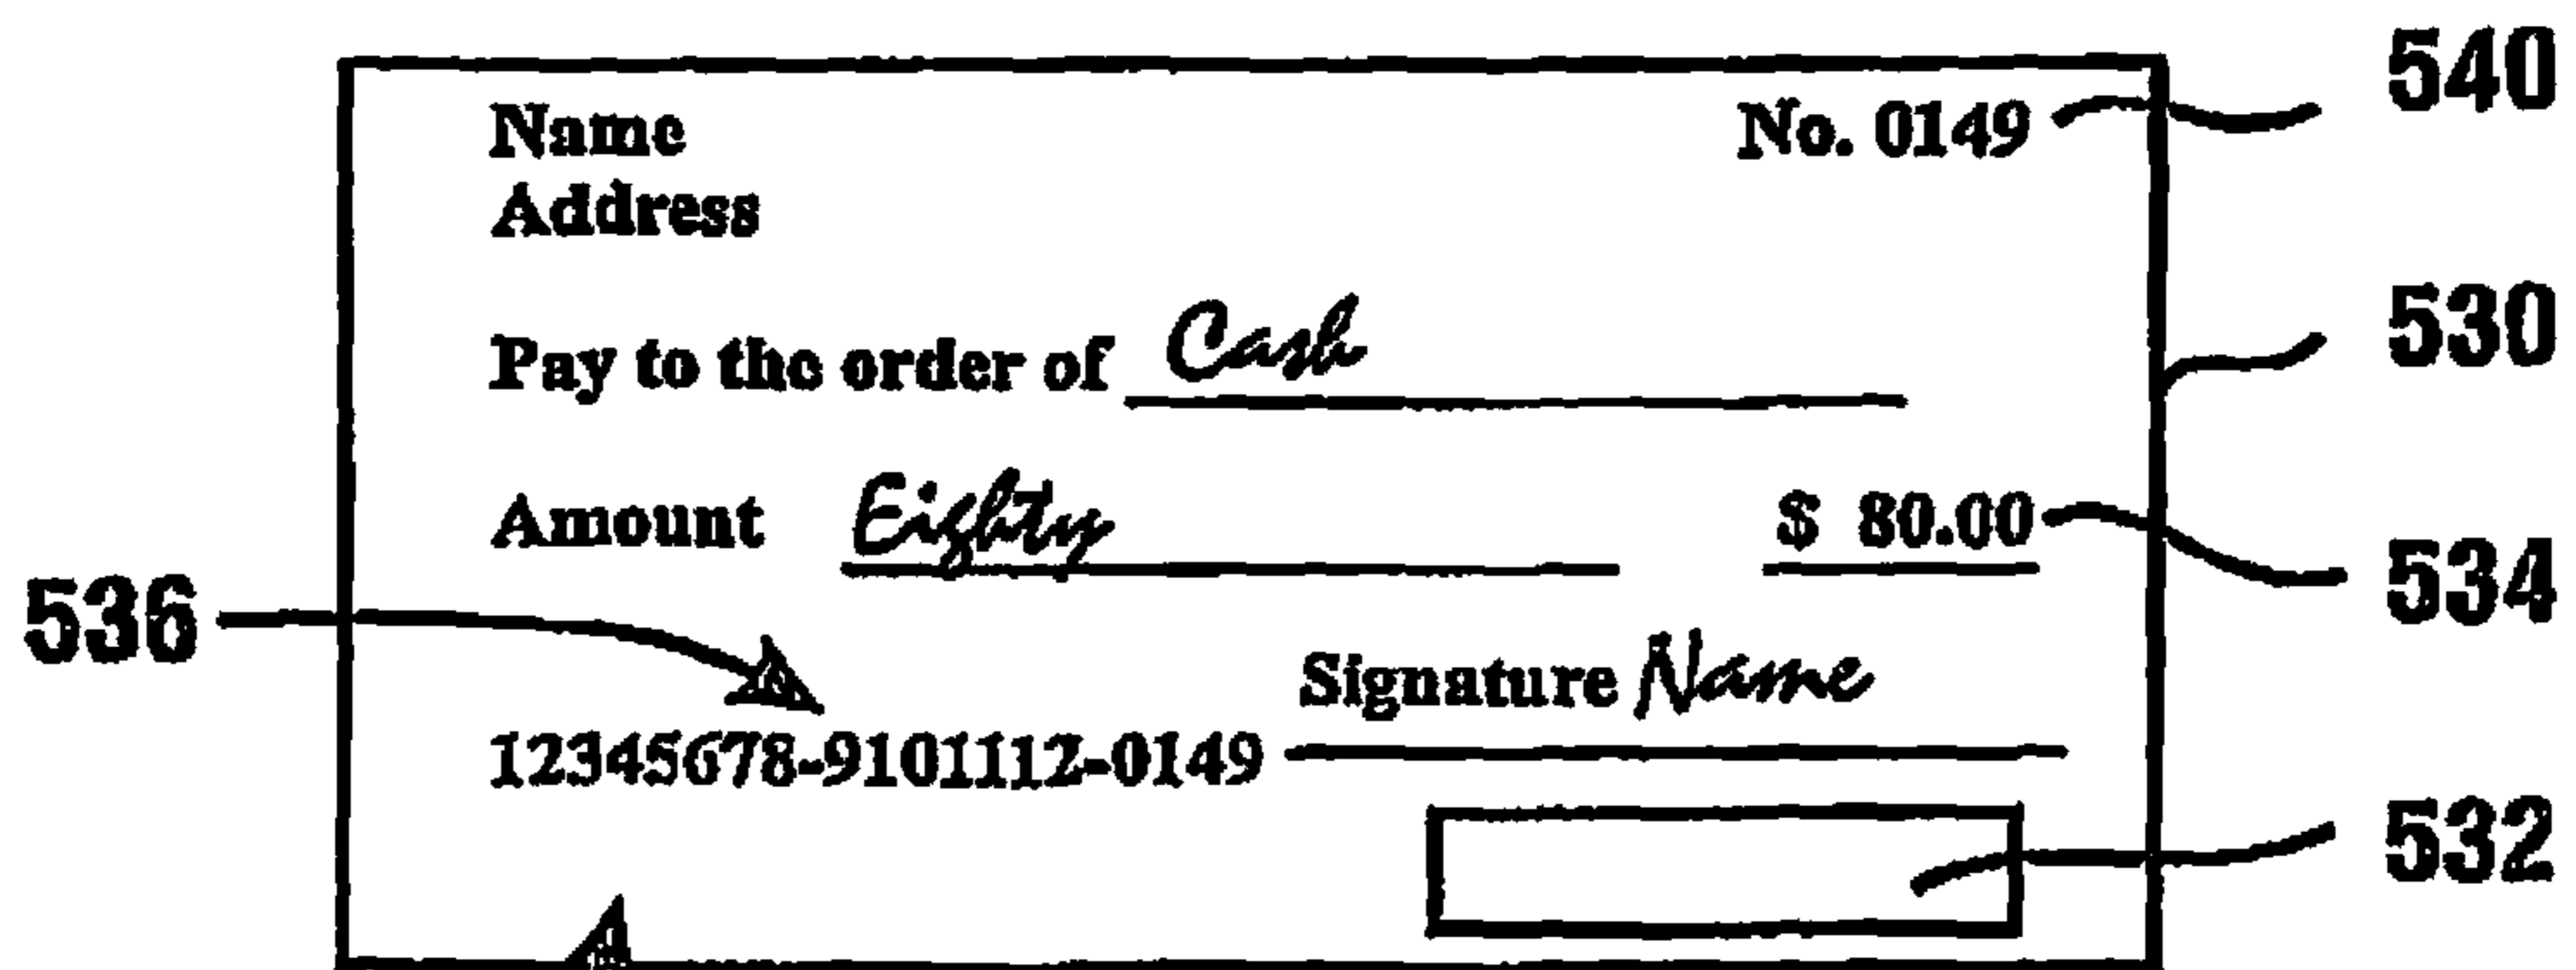 540
Name No. 0149
Address
530
Pay to the order of Cash
Amount Eighty $ 80.00
534
536
Signature Name
12345678-9101112-0149
532